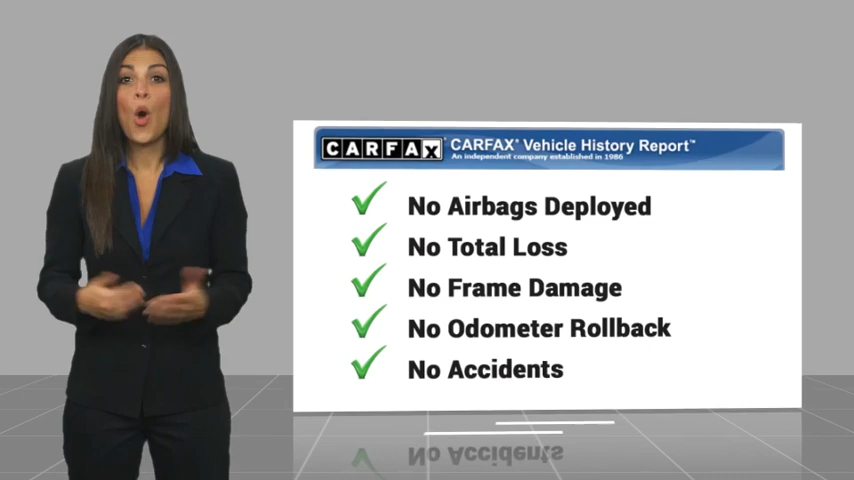 CARFAX
CARFAX® Vehicle History Report™
An independent company established in 1986
No Airbags Deployed
No Total Loss
No Frame Damage
No Odometer Rollback
No Accidents
No Accidents